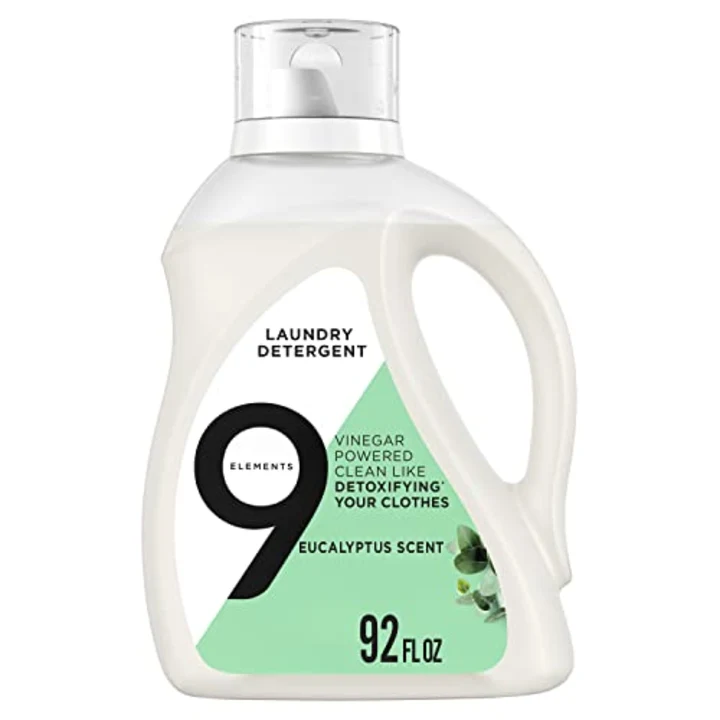 LAUNDRY
DETERGENT
9
ELEMENTS
VINEGAR
POWERED
CLEAN LIKE
DETOXIFYING*
YOUR CLOTHES
EUCALYPTUS SCENT
92 FL OZ